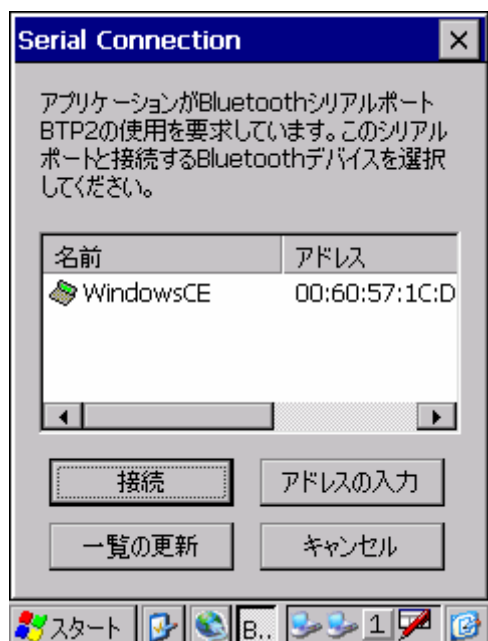 Serial Connection
アプリケーションがBluetoothシリアルポート
BTP2の使用を要求しています。このシリアル
ポートと接続するBluetoothデバイスを選択
してください。
名前 アドレス
WindowsCE 00:60:57:1C:D
接続 アドレスの入力
一覧の更新 キャンセル
スタート B.. 1